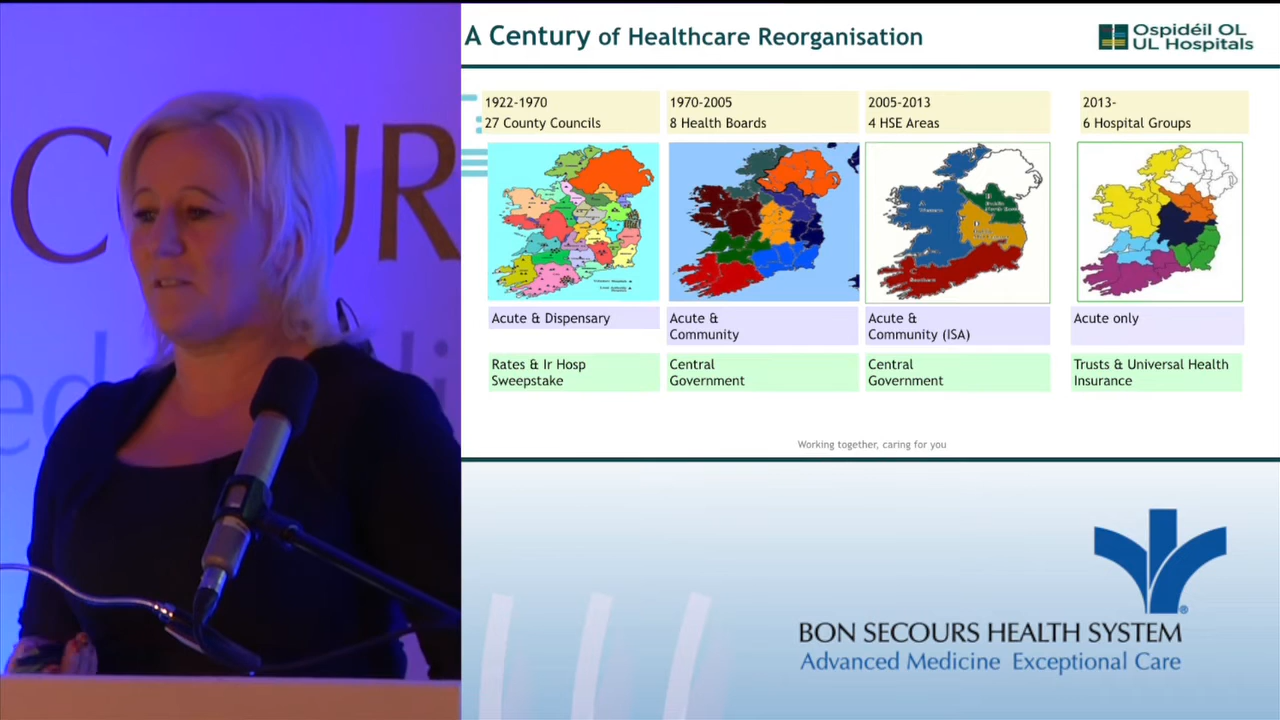 A Century of Healthcare Reorganisation
Ospidéil OL
UL Hospitals
1922-1970
27 County Councils
1970-2005
8 Health Boards
2005-2013
4 HSE Areas
2013-
6 Hospital Groups
Acute & Dispensary
Acute &
Community
Acute &
Community (ISA)
Acute only
Rates & Ir Hosp
Sweepstake
Central
Government
Central
Government
Trusts & Universal Health
Insurance
Working together, caring for you
BON SECOURS HEALTH SYSTEM
Advanced Medicine Exceptional Care